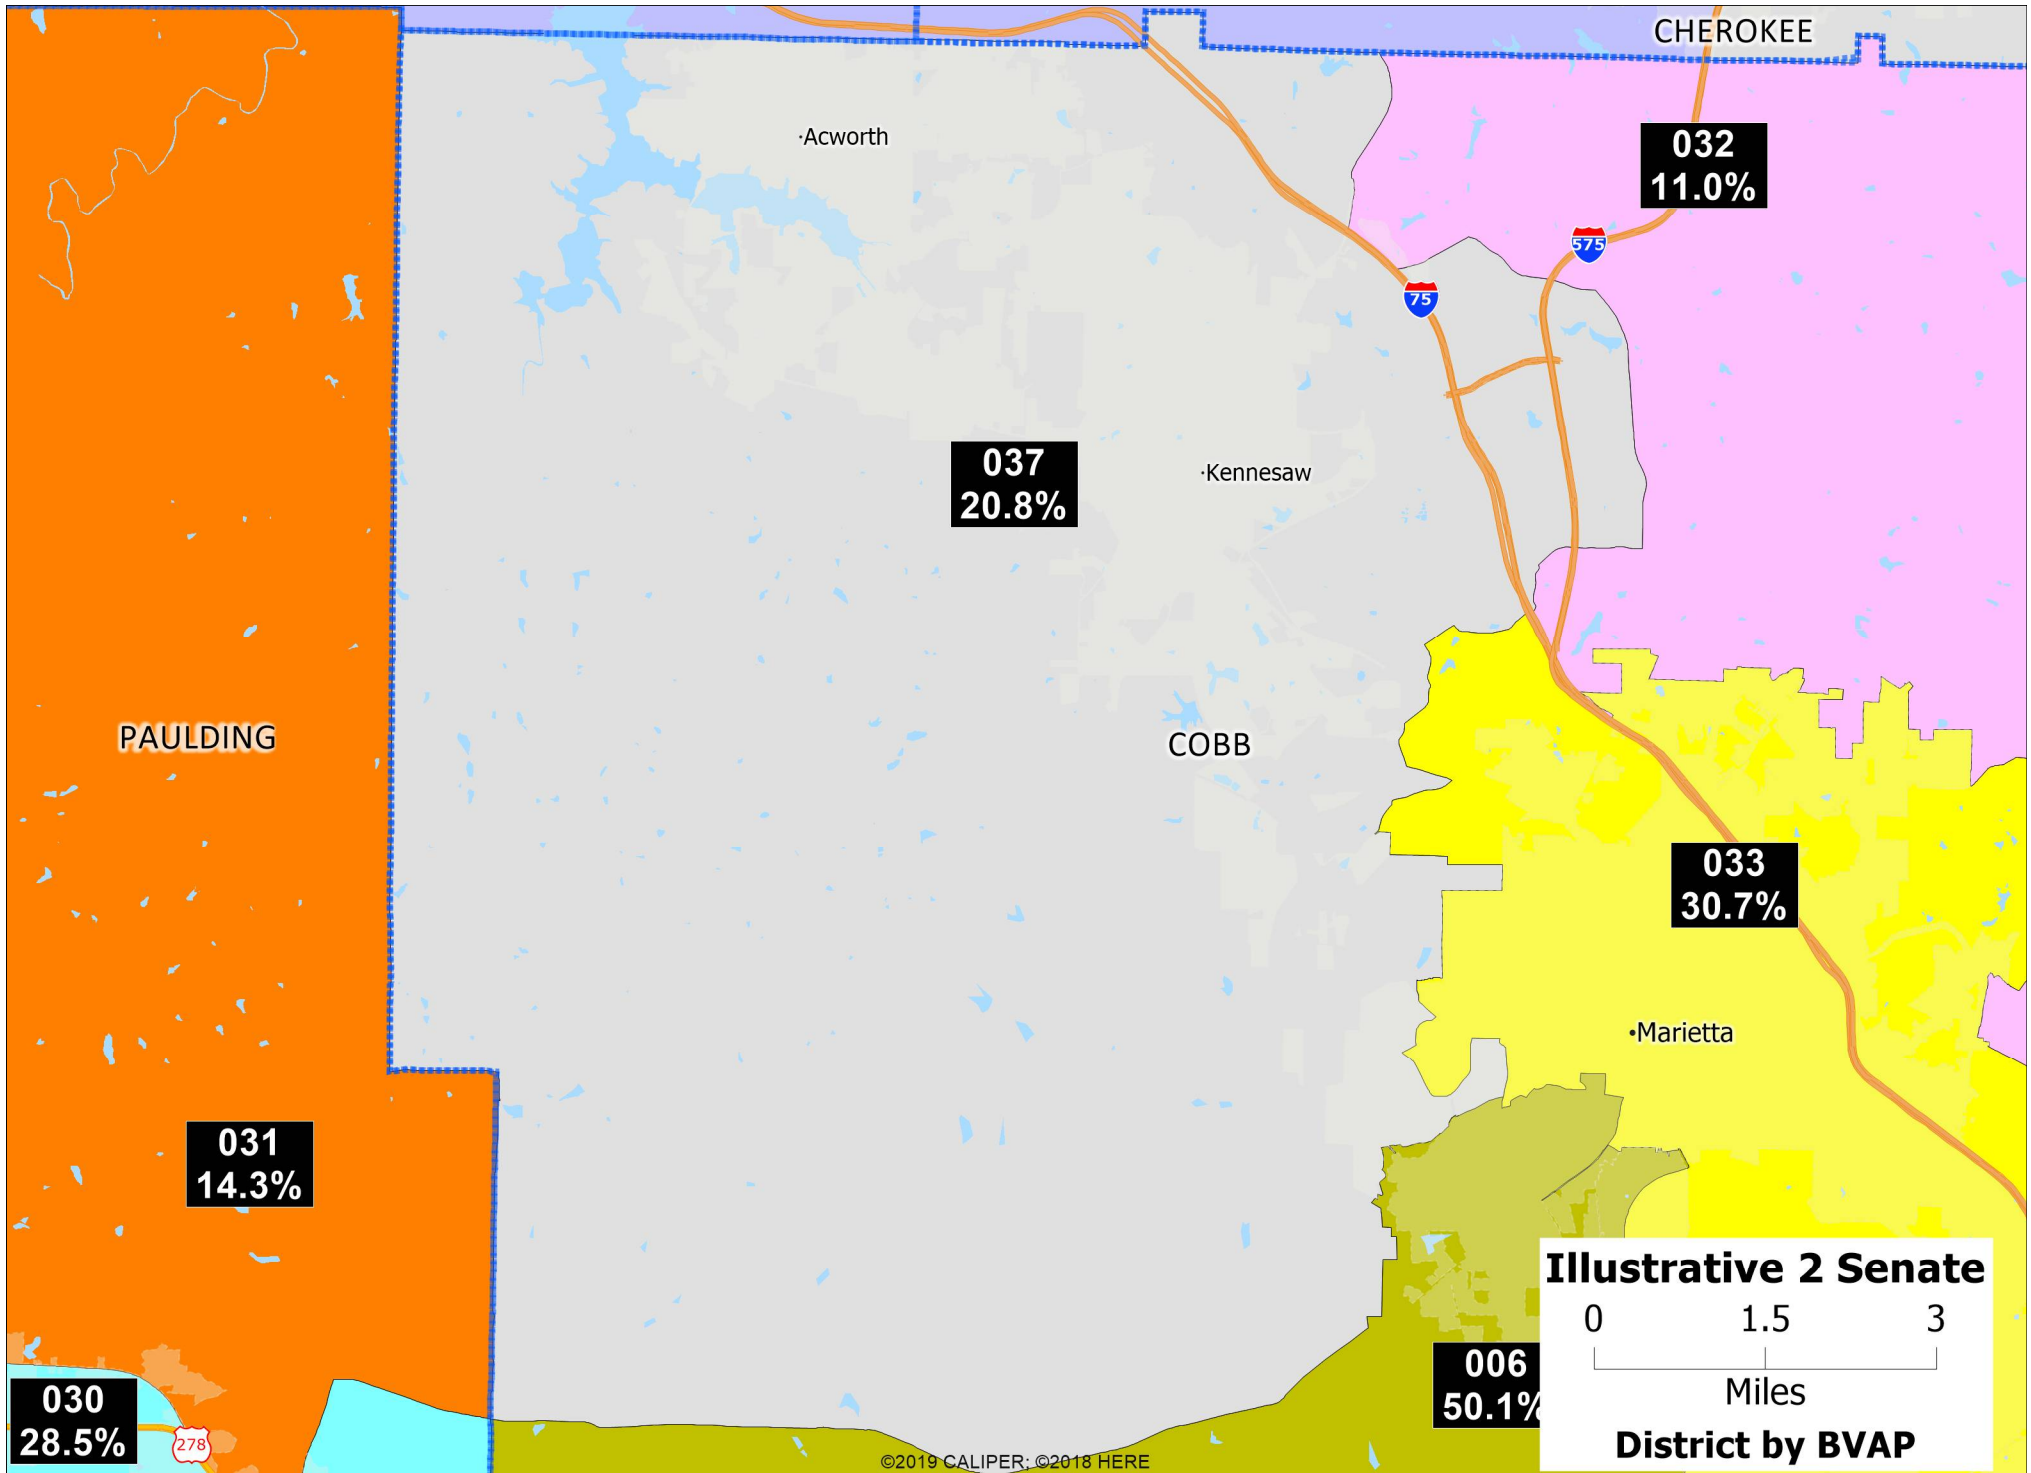 CHEROKEE
·Acworth
032
11.0%
575
75
037
20.8%
·Kennesaw
PAULDING
COBB
033
30.7%
•Marietta
031
14.3%
Illustrative 2 Senate
0 1.5 3
Miles
District by BVAP
006
50.1%
030
28.5%
278
©2019 CALIPER; ©2018 HERE